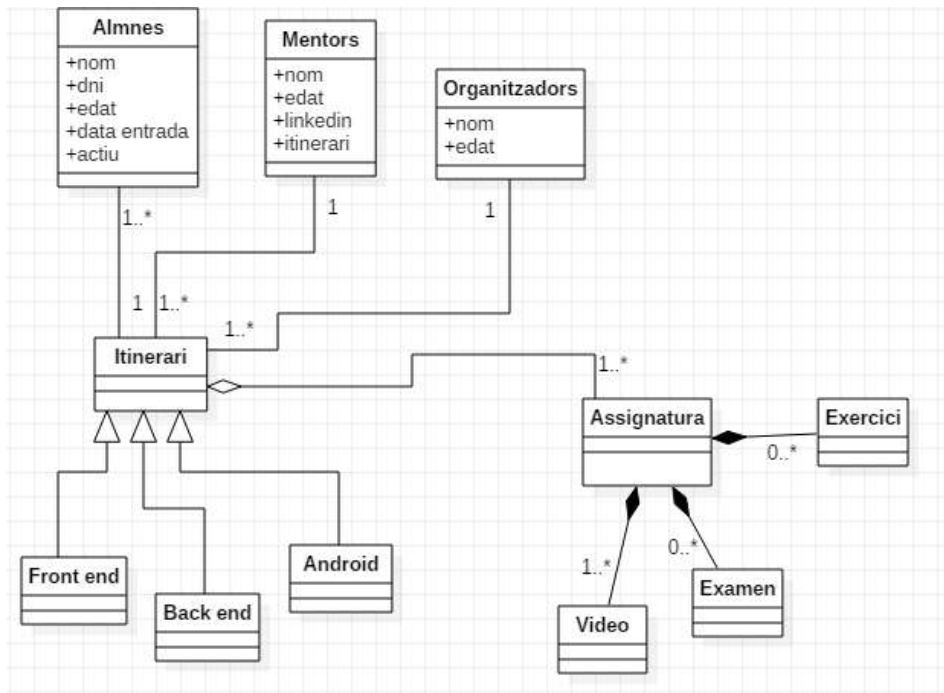 Almnes
+nom
+dni
+edat
+data entrada
+actiu
Mentors
+nom
+edat
+linkedin
+itinerari
Organitzadors
+nom
+edat
1..*
1
1
1
1..*
1..*
Itinerari
1..*
Assignatura
Exercici
0..*
Front end
Back end
Android
1..*
0..*
Video
Examen